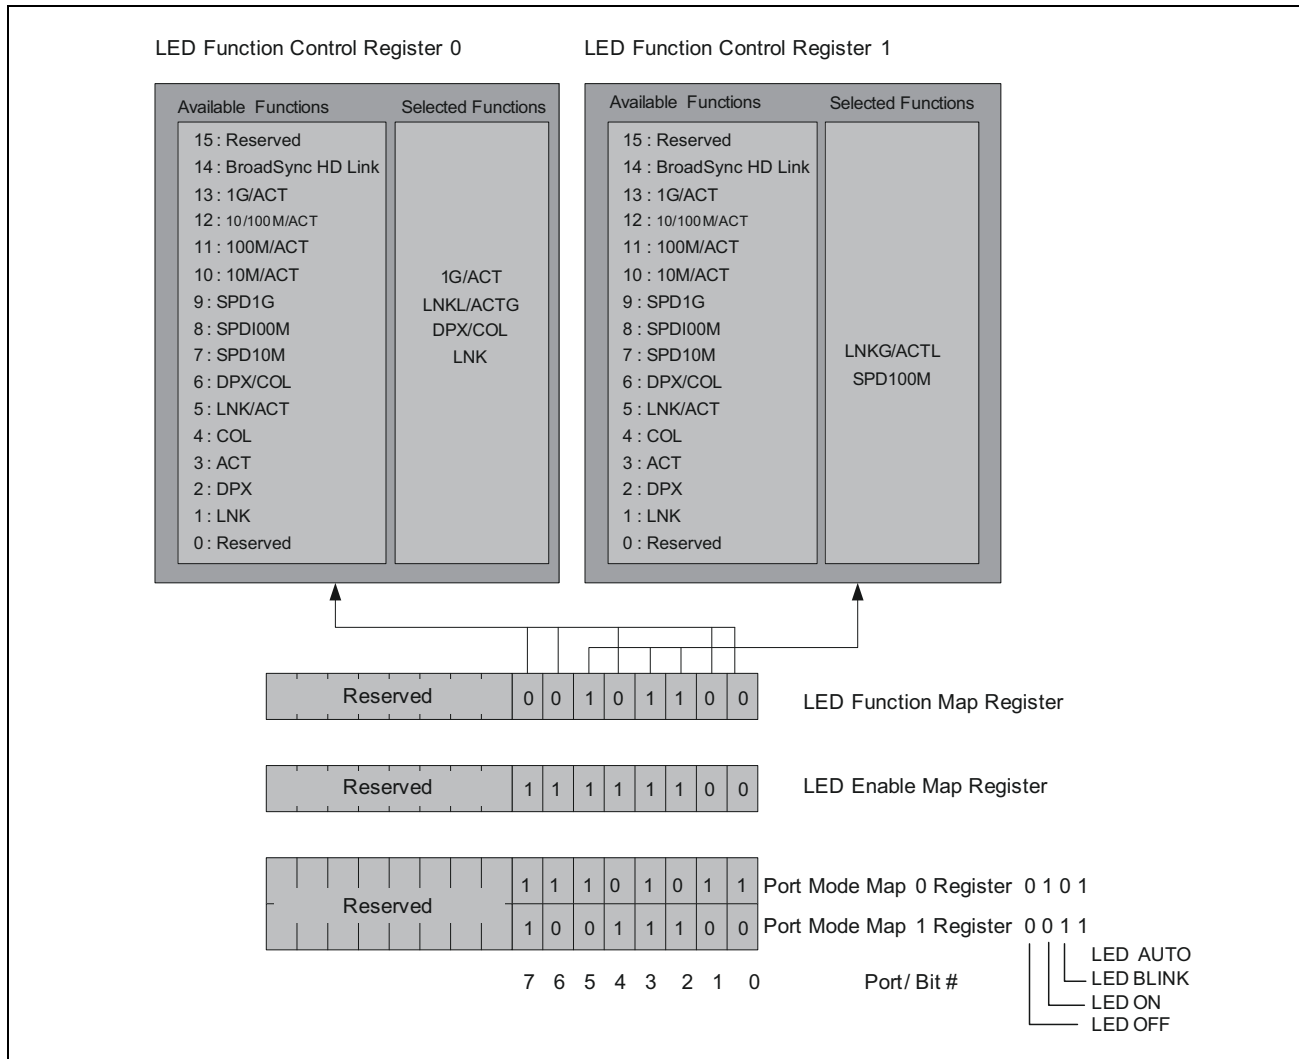 LED Function Control Register 0
LED Function Control Register 1
Available Functions
Selected Functions
15 : Reserved
14 : BroadSync HD Link
13 : 1G/ACT
12 : 10/100M/ACT
11 : 100M/ACT
10 : 10M/ACT
9 : SPD1G
8 : SPDI00M
7 : SPD10M
6 : DPX/COL
5 : LNK/ACT
4 : COL
3 : ACT
2 : DPX
1 : LNK
0 : Reserved
1G/ACT
LNKL/ACTG
DPX/COL
LNK
Available Functions
Selected Functions
15 : Reserved
14 : BroadSync HD Link
13 : 1G/ACT
12 : 10/100M/ACT
11 : 100M/ACT
10 : 10M/ACT
9 : SPD1G
8 : SPDI00M
7 : SPD10M
6 : DPX/COL
5 : LNK/ACT
4 : COL
3 : ACT
2 : DPX
1 : LNK
0 : Reserved
LNKG/ACTL
SPD100M
Reserved 0 0 1 0 1 1 0 0 LED Function Map Register
Reserved 1 1 1 1 1 1 0 0 LED Enable Map Register
Reserved
1 1 1 0 1 0 1 1 Port Mode Map 0 Register 0 1 0 1
1 0 0 1 1 1 0 0 Port Mode Map 1 Register 0 0 1 1
7 6 5 4 3 2 1 0 Port/ Bit #
LED AUTO
LED BLINK
LED ON
LED OFF